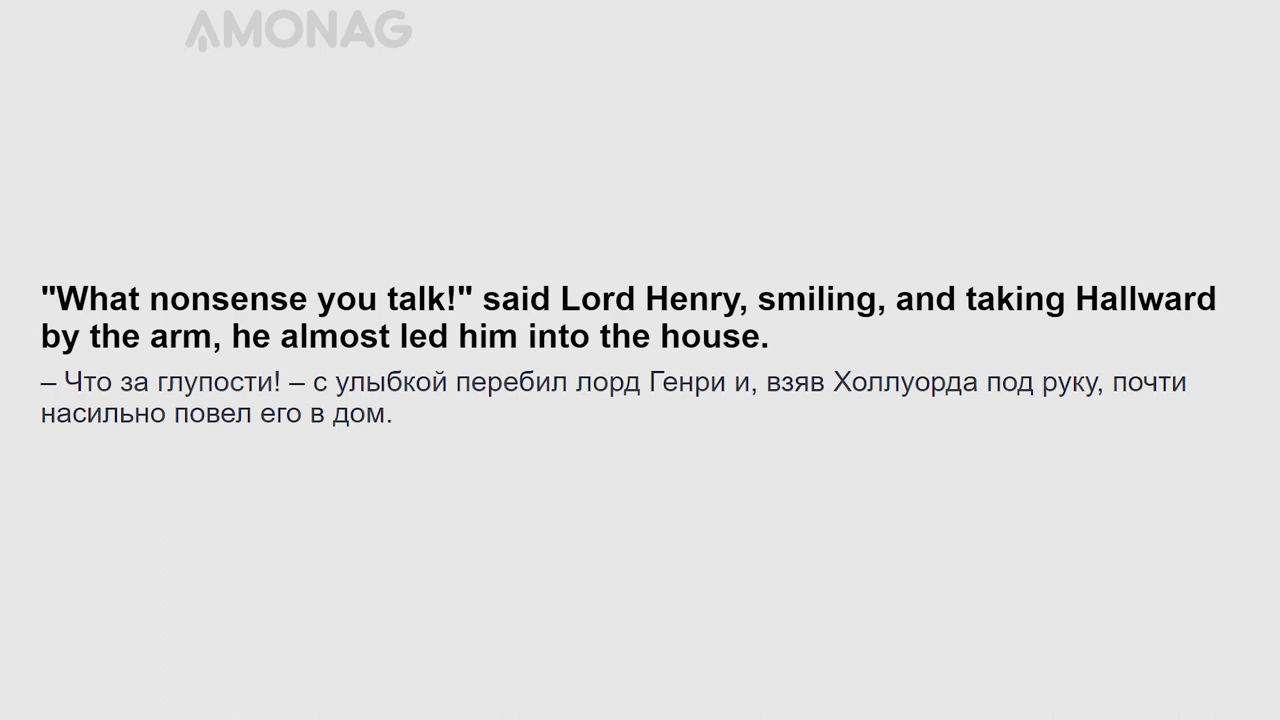 AMONAG
"What nonsense you talk!" said Lord Henry, smiling, and taking Hallward
by the arm, he almost led him into the house.
– Что за глупости! – с улыбкой перебил лорд Генри и, взяв Холлуорда под руку, почти
насильно повел его в дом.